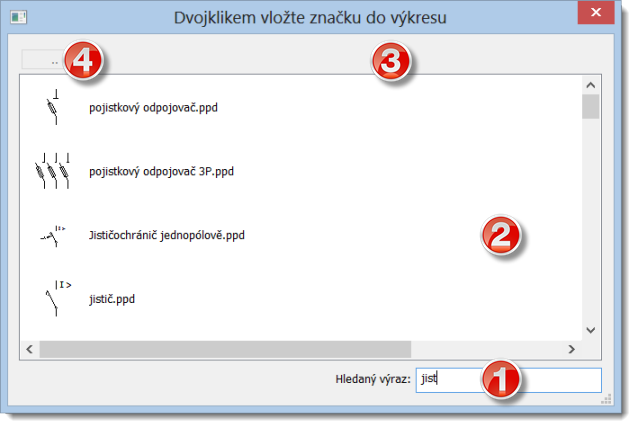 Dvojklikem vložte značku do výkresu
..
4
3
pojistkový odpojovač.ppd
pojistkový odpojovač 3P.ppd
Jističochránič jednopólově.ppd
2
jistič.ppd
Hledaný výraz: jist
1